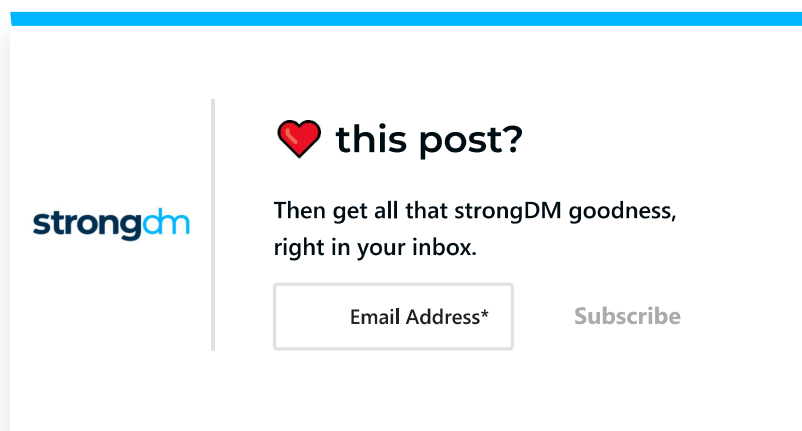 strongdm
❤️ this post?
Then get all that strongDM goodness,
right in your inbox.
Email Address*
Subscribe